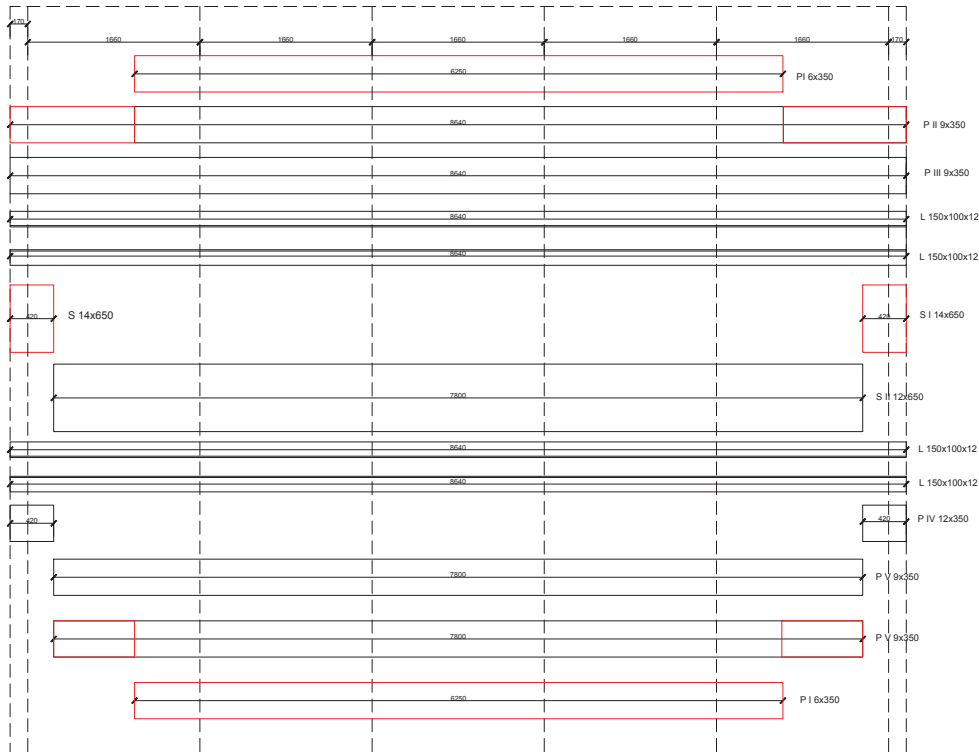 170
1660 1660 1660 1660 1660 170
6250
PI 6x350
8640
P II 9x350
8640
P III 9x350
8640
L 150x100x12
8640
L 150x100x12
420 S 14x650 420 S I 14x650
7800
S II 12x650
8640
L 150x100x12
8640
L 150x100x12
420 420 P IV 12x350
7800
P V 9x350
7800
P V 9x350
6250
P I 6x350